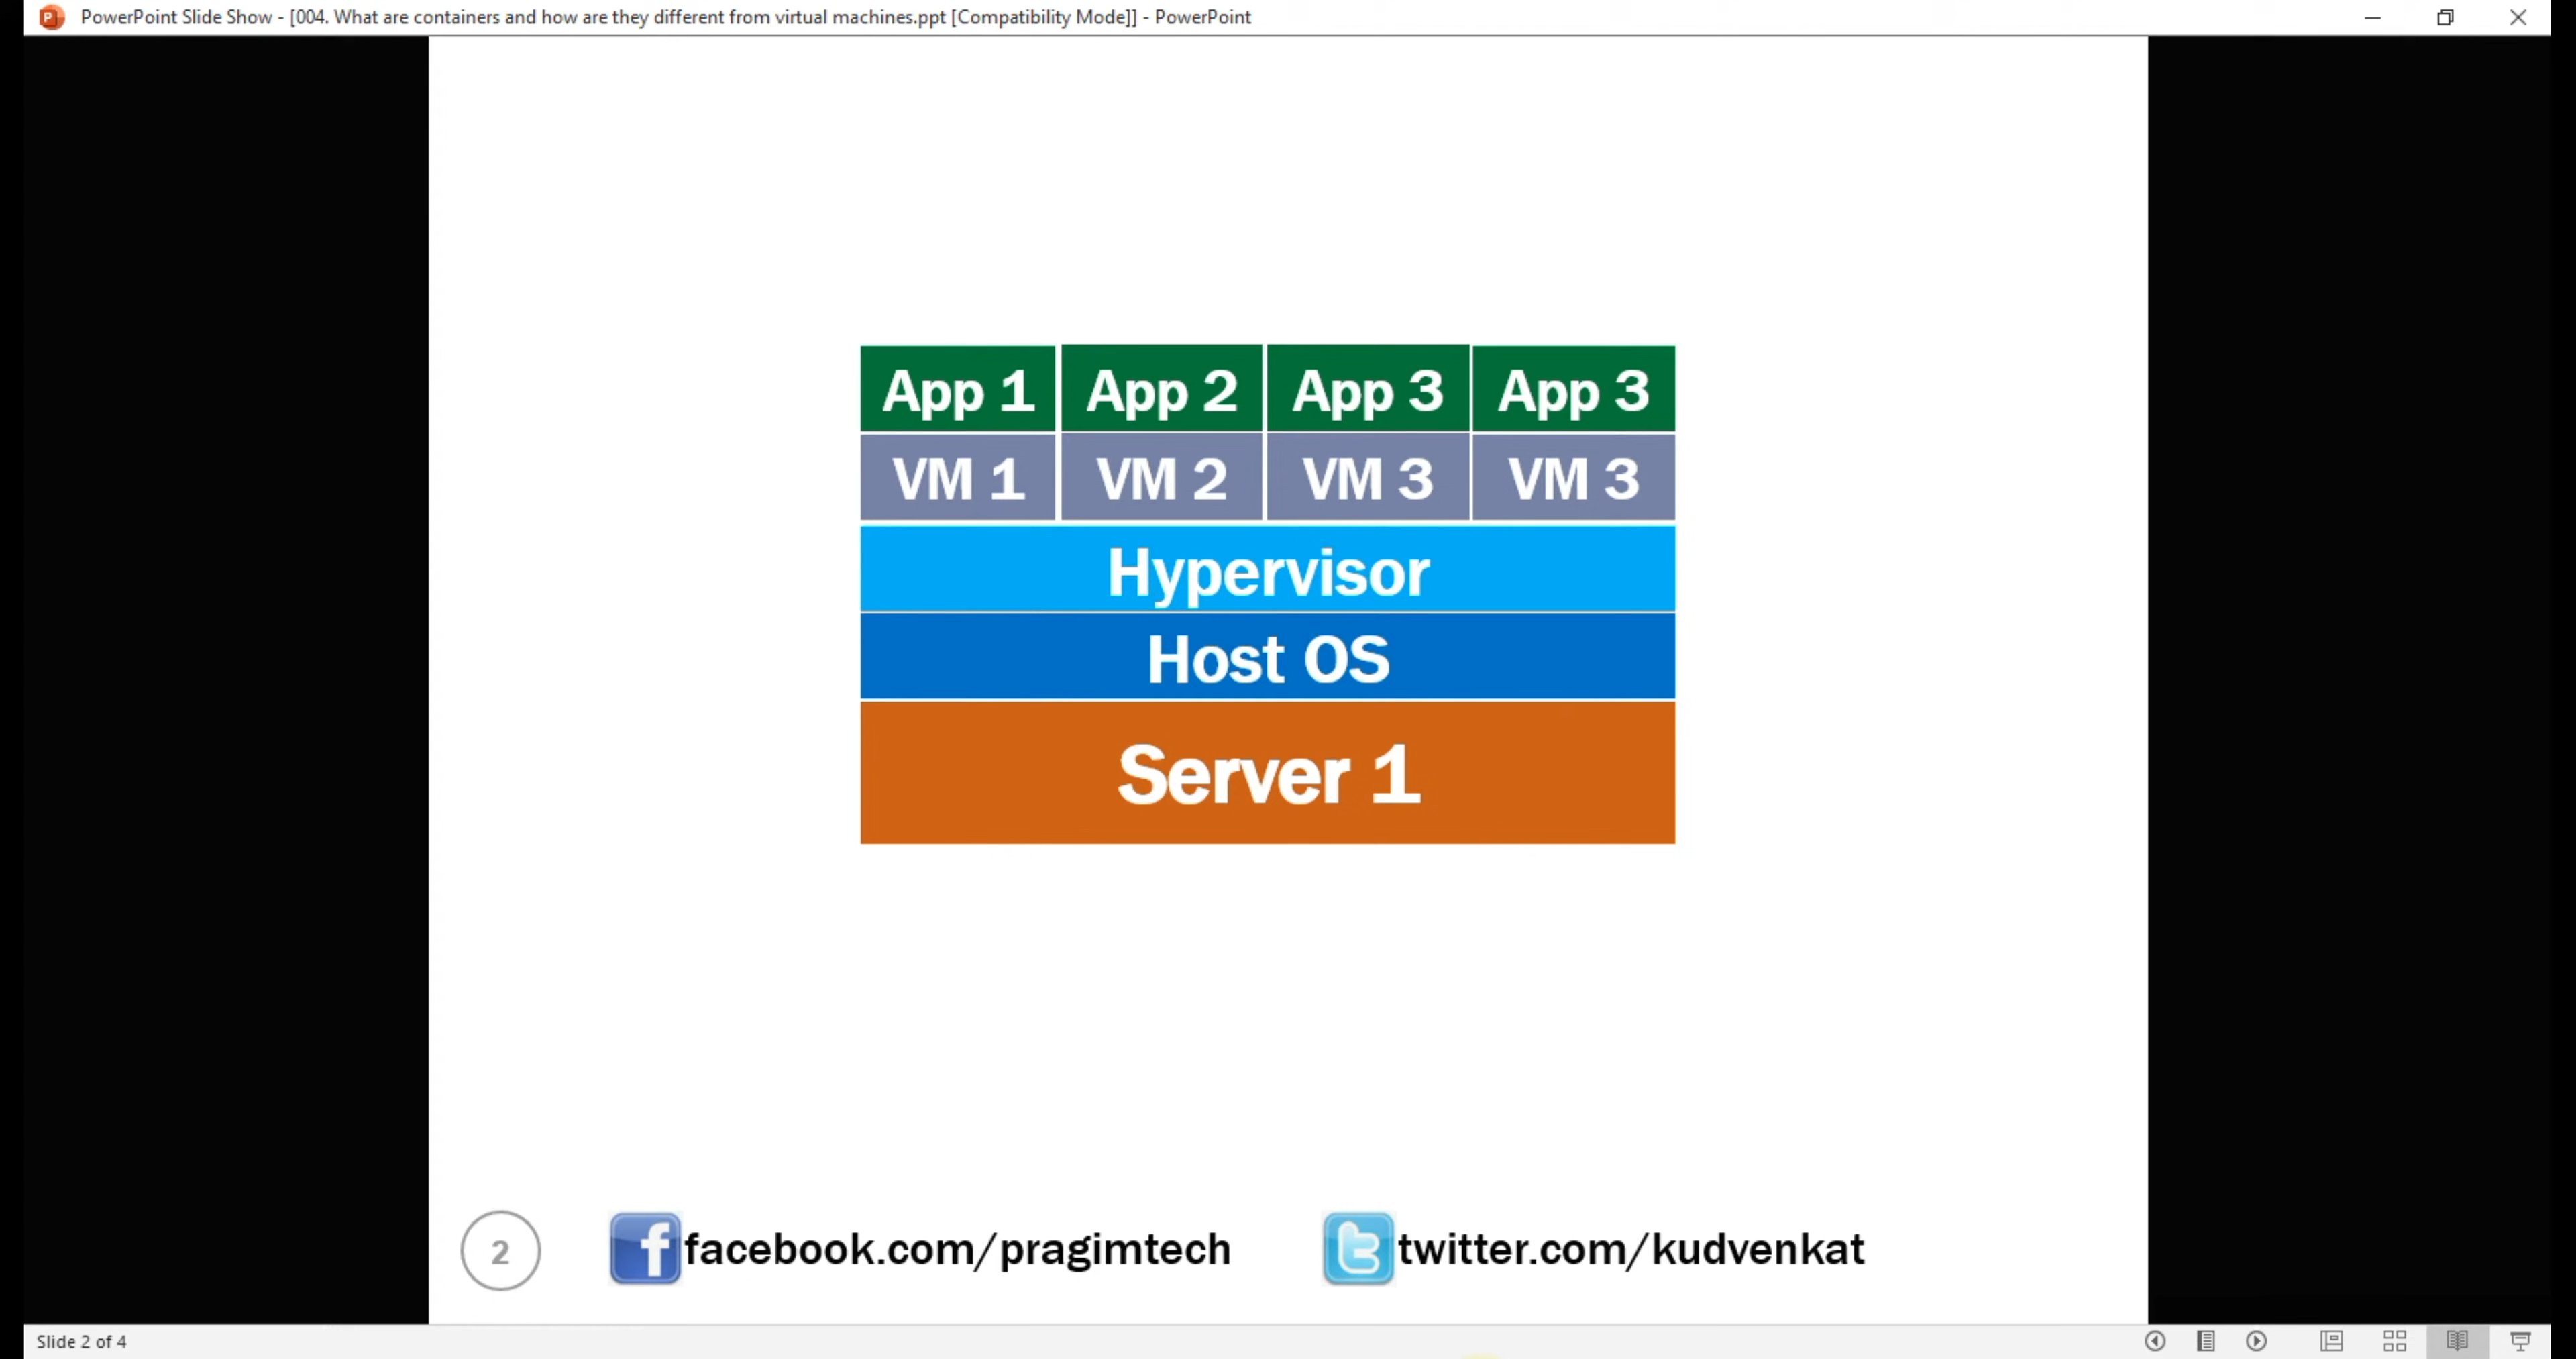 PowerPoint Slide Show - [004. What are containers and how are they different from virtual machines.ppt [Compatibility Mode]] - PowerPoint
App 1 App 2 App 3 App 3
VM 1 VM 2 VM 3 VM 3
Hypervisor
Host OS
Server 1
2 facebook.com/pragimtech twitter.com/kudvenkat
Slide 2 of 4